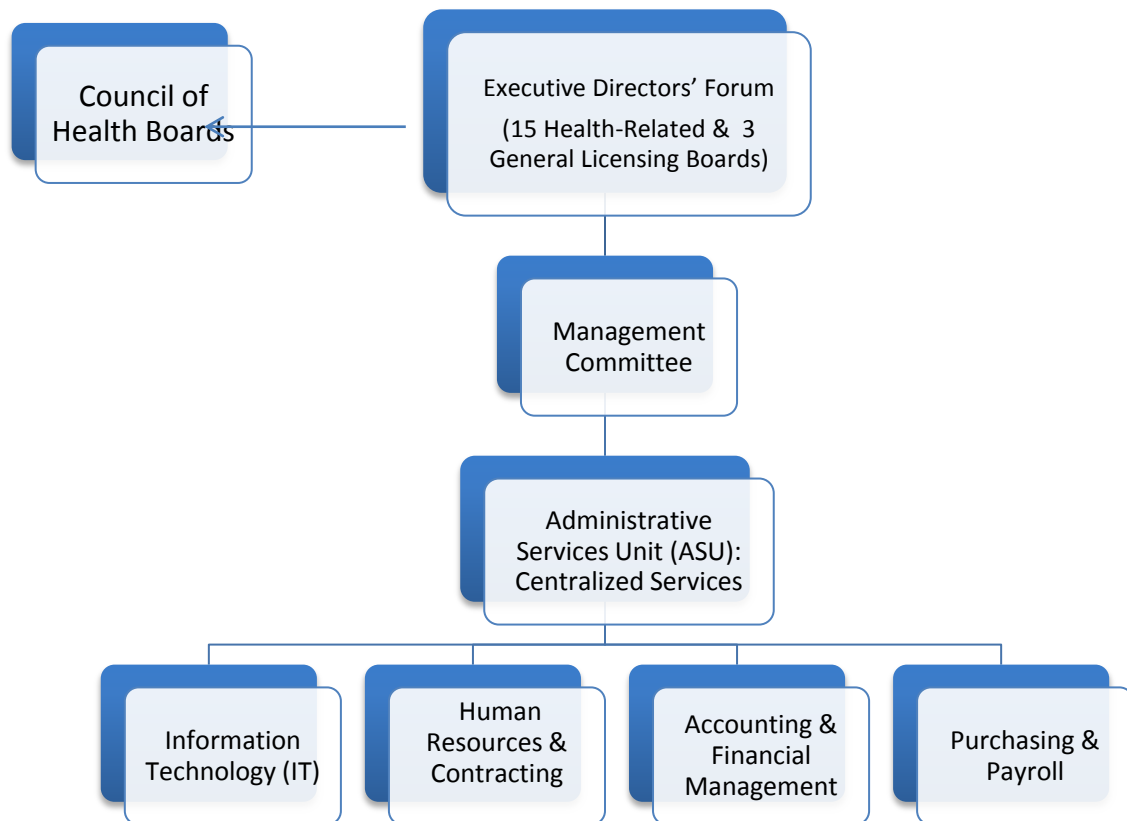 Council of
Health Boards
Executive Directors’ Forum
(15 Health-Related & 3
General Licensing Boards)
Management
Committee
Administrative
Services Unit (ASU):
Centralized Services
Information
Technology (IT)
Human
Resources &
Contracting
Accounting &
Financial
Management
Purchasing &
Payroll